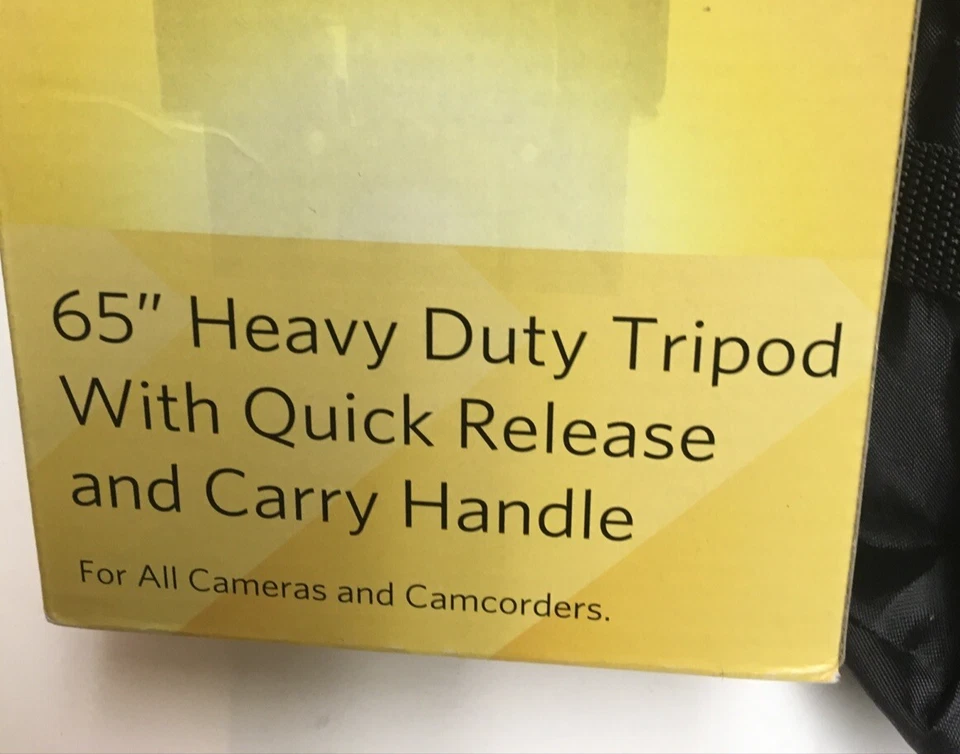 65" Heavy Duty Tripod
With Quick Release
and Carry Handle
For All Cameras and Camcorders.